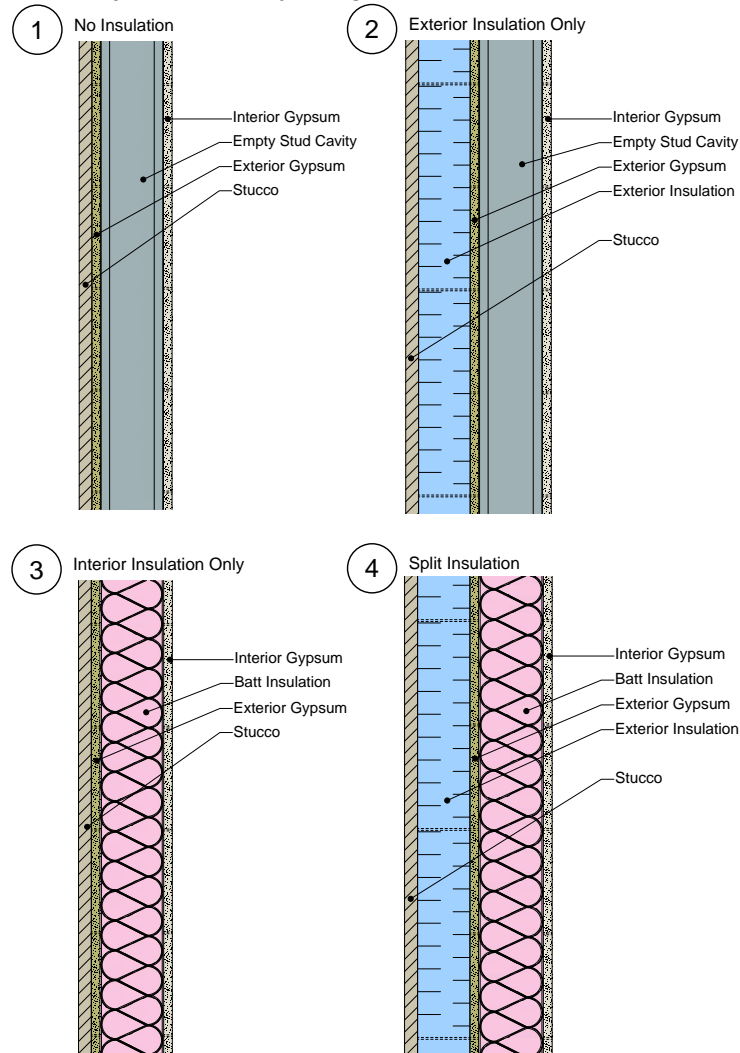 1
No Insulation
Interior Gypsum
Empty Stud Cavity
Exterior Gypsum
Stucco
2
Exterior Insulation Only
Interior Gypsum
Empty Stud Cavity
Exterior Gypsum
Exterior Insulation
Stucco
3
Interior Insulation Only
Interior Gypsum
Batt Insulation
Exterior Gypsum
Stucco
4
Split Insulation
Interior Gypsum
Batt Insulation
Exterior Gypsum
Exterior Insulation
Stucco